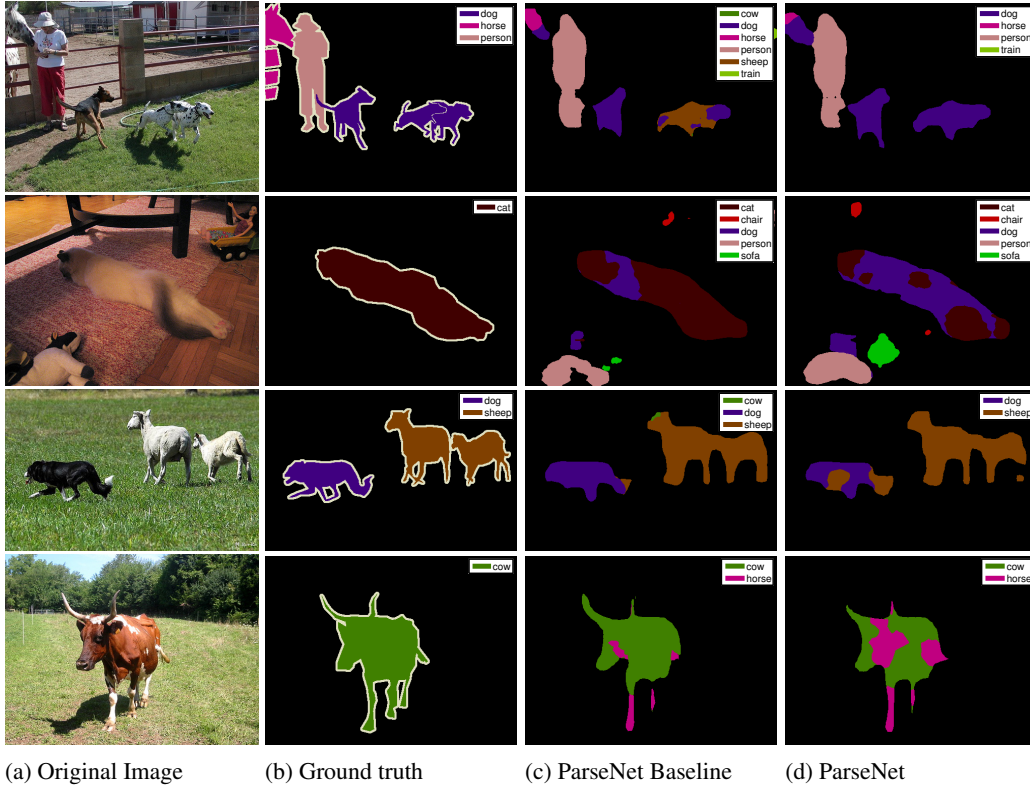 dog
horse
person
cow
dog
horse
person
sheep
train
dog
horse
person
train
cat
cat
chair
dog
person
sofa
cat
chair
dog
person
sofa
dog
sheep
cow
dog
sheep
dog
sheep
cow
cow
horse
cow
horse
(a) Original Image
(b) Ground truth
(c) ParseNet Baseline
(d) ParseNet